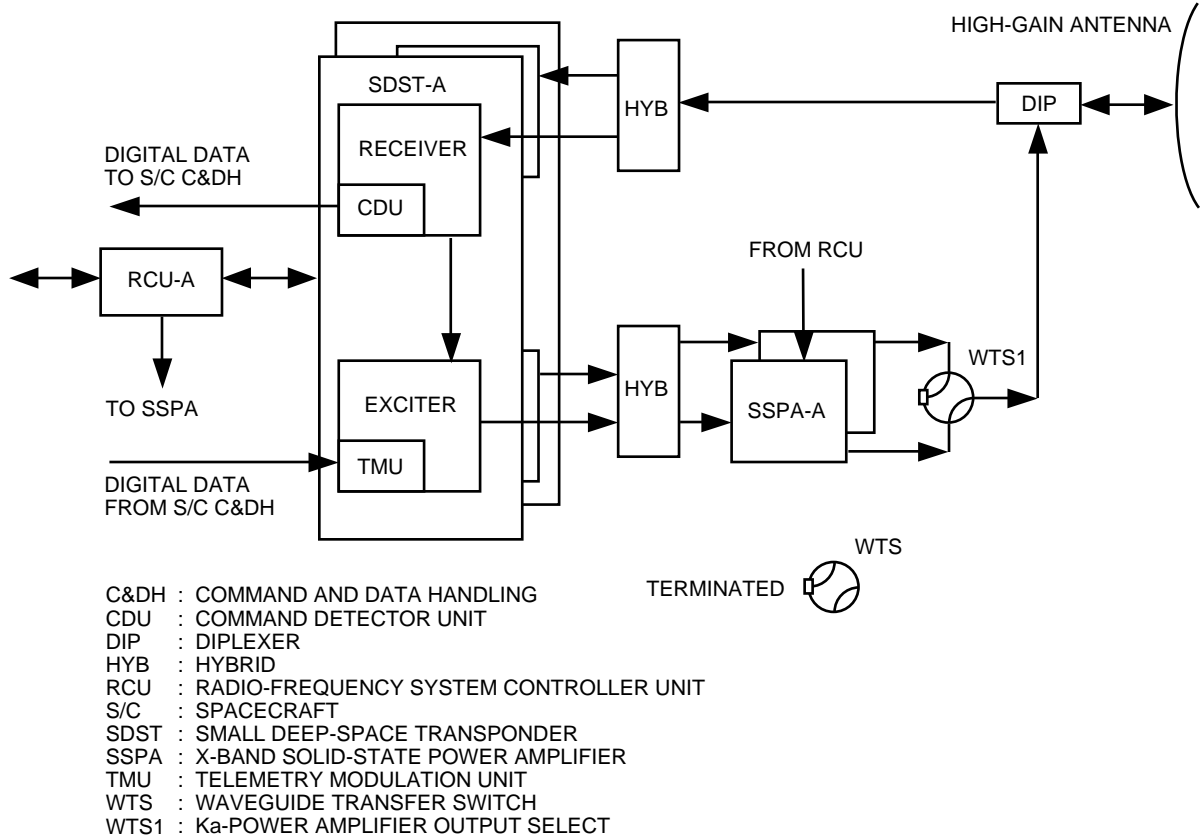 HIGH-GAIN ANTENNA
SDST-A
HYB
DIP
RECEIVER
DIGITAL DATA
TO S/C C&DH
CDU
RCU-A
FROM RCU
TO SSPA
EXCITER
HYB
SSPA-A
WTS1
TMU
DIGITAL DATA
FROM S/C C&DH
WTS
TERMINATED
C&DH : COMMAND AND DATA HANDLING
CDU : COMMAND DETECTOR UNIT
DIP : DIPLEXER
HYB : HYBRID
RCU : RADIO-FREQUENCY SYSTEM CONTROLLER UNIT
S/C : SPACECRAFT
SDST : SMALL DEEP-SPACE TRANSPONDER
SSPA : X-BAND SOLID-STATE POWER AMPLIFIER
TMU : TELEMETRY MODULATION UNIT
WTS : WAVEGUIDE TRANSFER SWITCH
WTS1 : Ka-POWER AMPLIFIER OUTPUT SELECT